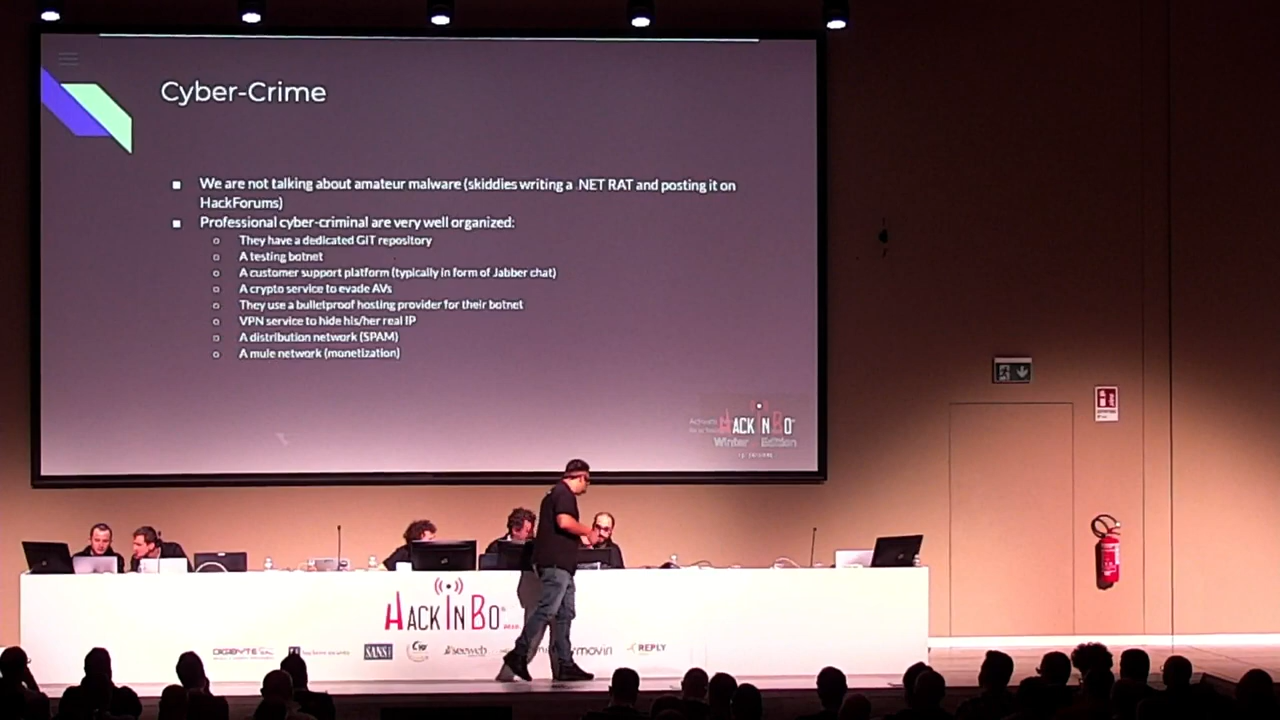 Cyber-Crime
We are not talking about amateur malware (skiddies writing a .NET RAT and posting it on
HackForums)
Professional cyber-criminal are very well organized:
They have a dedicated GIT repository
A testing botnet
A customer support platform (typically in form of Jabber chat)
A crypto service to evade AVs
They use a bulletproof hosting provider for their botnet
VPN service to hide his/her real IP
A distribution network (SPAM)
A mule network (monetization)
HACK IN BO
Winter Edition
HACK IN BO
SANS
seeweb
REPLY